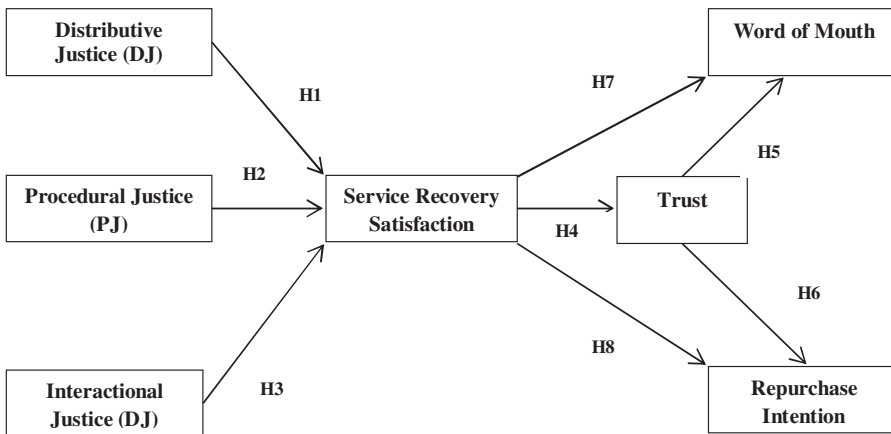 Distributive
Justice (DJ)
Word of Mouth
H1
H7
H5
H2
Procedural Justice
(PJ)
Service Recovery
Satisfaction
Trust
H4
H6
H8
H3
Interactional
Justice (DJ)
Repurchase
Intention